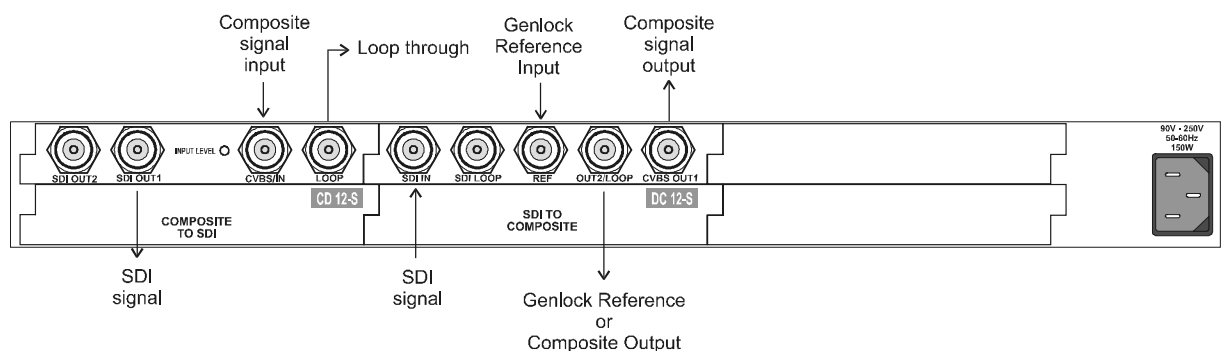 Composite
signal
input
Loop through
Genlock
Reference
Input
Composite
signal
output
SDI OUT2
SDI OUT1
INPUT LEVEL
CVBS/IN
LOOP
SDI IN
SDI LOOP
REF
OUT2/LOOP
CVBS OUT1
90V - 250V
50-60Hz
150W
CD 12-S
DC 12-S
COMPOSITE
TO SDI
SDI TO
COMPOSITE
SDI
signal
SDI
signal
Genlock Reference
or
Composite Output